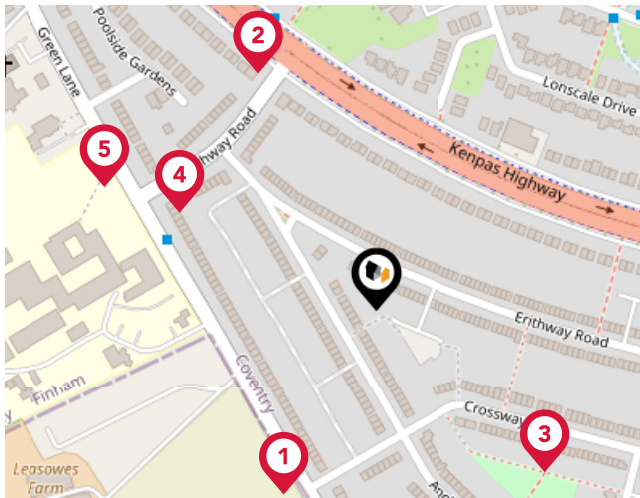 2
Poolside Gardens
Green Lane
Lonscale Drive
hway Road
5
4
Kenpas Highway
Erithway Road
Finham
Coventry
Crossway
3
1
Leasowes
Farm